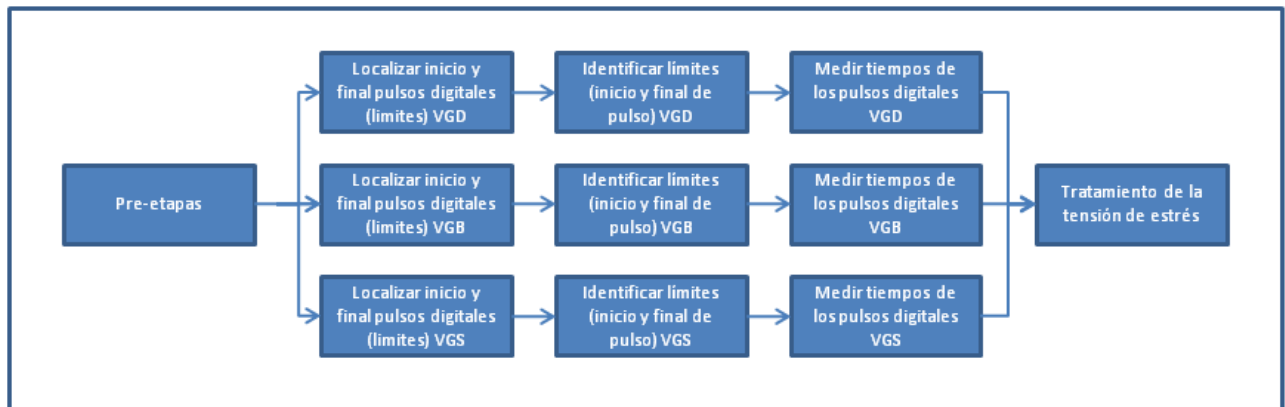 Pre-etapas
Localizar inicio y
final pulsos digitales
(limites) VGD
Identificar límites
(inicio y final de
pulso) VGD
Medir tiempos de
los pulsos digitales
VGD
Localizar inicio y
final pulsos digitales
(limites) VGB
Identificar límites
(inicio y final de
pulso) VGB
Medir tiempos de
los pulsos digitales
VGB
Localizar inicio y
final pulsos digitales
(limites) VGS
Identificar límites
(inicio y final de
pulso) VGS
Medir tiempos de
los pulsos digitales
VGS
Tratamiento de la
tensión de estrés